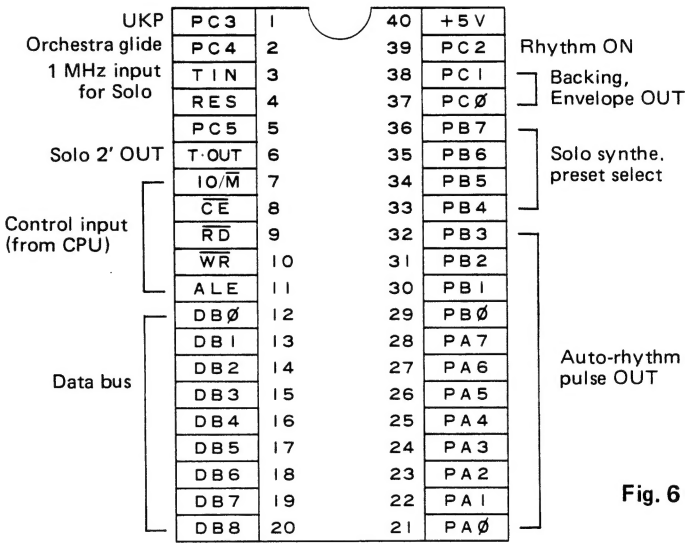 UKP PC3 1 40 +5V
Orchestra glide PC4 2 39 PC2 Rhythm ON
1 MHz input for Solo TIN 3 38 PC1 Backing, Envelope OUT
RES 4 37 PCØ
PC5 5 36 PB7 Solo synthe. preset select
Solo 2' OUT T·OUT 6 35 PB6
IO/M̅ 7 34 PB5
C̅E̅ 8 33 PB4
Control input (from CPU) R̅D̅ 9 32 PB3
W̅R̅ 10 31 PB2
ALE 11 30 PB1
DBØ 12 29 PBØ
DB1 13 28 PA7
DB2 14 27 PA6 Auto-rhythm pulse OUT
Data bus DB3 15 26 PA5
DB4 16 25 PA4
DB5 17 24 PA3
DB6 18 23 PA2
DB7 19 22 PA1
DB8 20 21 PAØ
Fig. 6